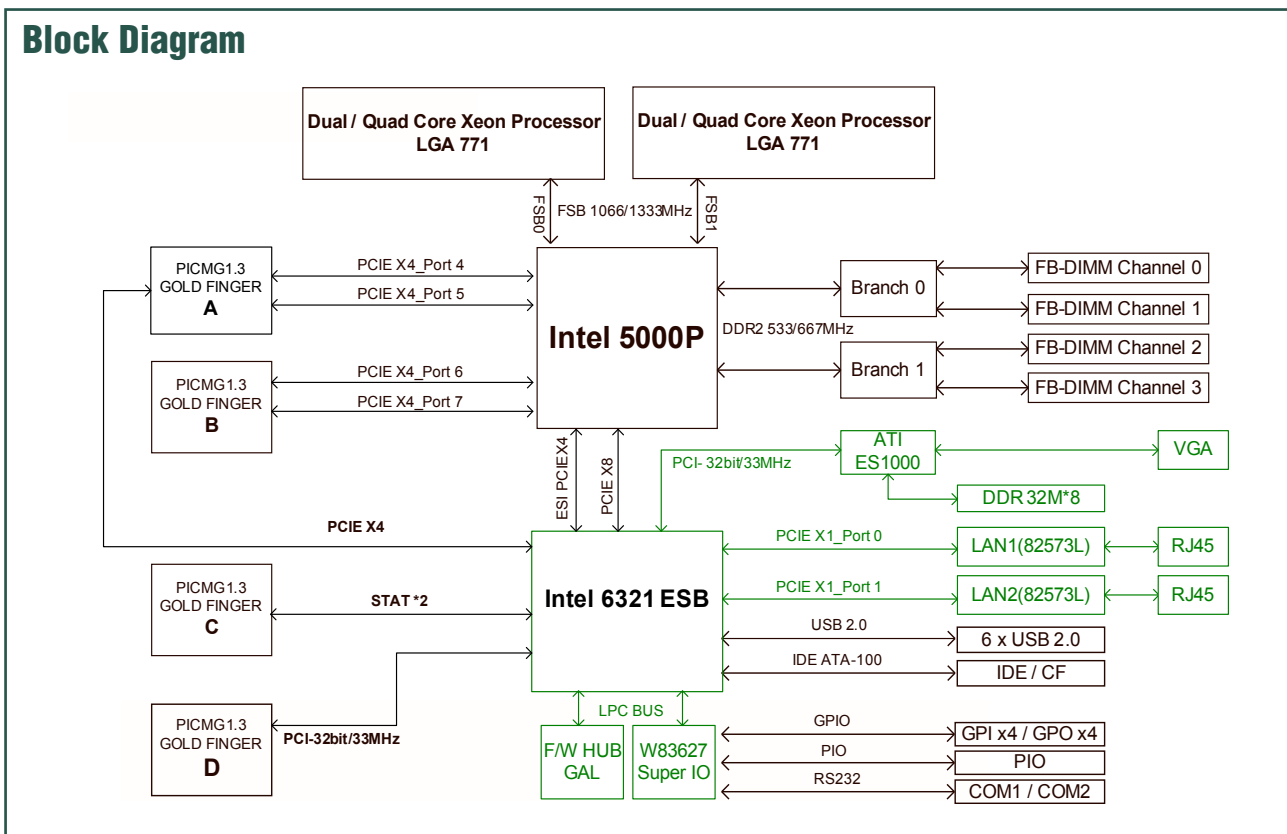 Block Diagram
Dual / Quad Core Xeon Processor
LGA 771
Dual / Quad Core Xeon Processor
LGA 771
FSB0
FSB 1066/1333MHz
FSB1
PICMG1.3
GOLD FINGER
A
PCIE X4_Port 4
PCIE X4_Port 5
Intel 5000P
DDR2 533/667MHz
Branch 0
FB-DIMM Channel 0
FB-DIMM Channel 1
Branch 1
FB-DIMM Channel 2
FB-DIMM Channel 3
PICMG1.3
GOLD FINGER
B
PCIE X4_Port 6
PCIE X4_Port 7
ESI PCIEX4
PCIE X8
PCI- 32bit/33MHz
ATI
ES1000
VGA
DDR 32M*8
PCIE X4
Intel 6321 ESB
PCIE X1_Port 0
LAN1(82573L)
RJ45
PCIE X1_Port 1
LAN2(82573L)
RJ45
PICMG1.3
GOLD FINGER
C
STAT *2
USB 2.0
6 x USB 2.0
IDE ATA-100
IDE / CF
PICMG1.3
GOLD FINGER
D
PCI-32bit/33MHz
LPC BUS
F/W HUB
GAL
W83627
Super IO
GPIO
GPI x4 / GPO x4
PIO
PIO
RS232
COM1 / COM2